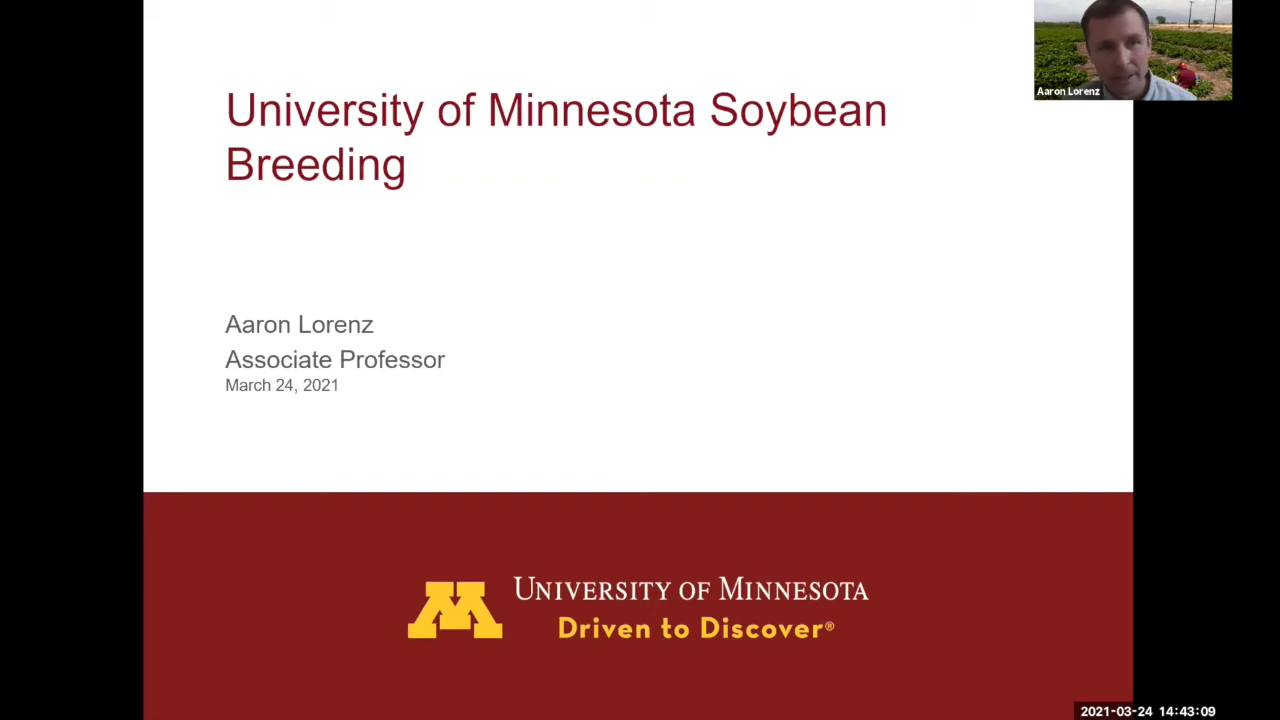 University of Minnesota Soybean
Breeding
Aaron Lorenz
Aaron Lorenz
Associate Professor
March 24, 2021
University of Minnesota
Driven to Discover®
2021-03-24 14:43:09